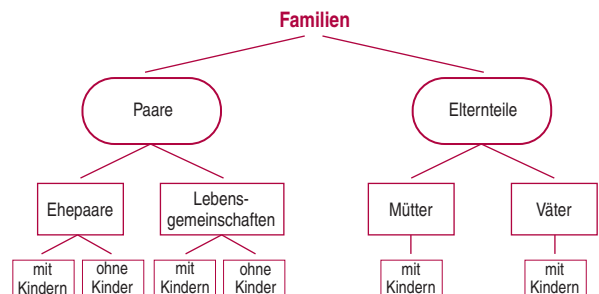 Familien
Paare
Elternteile
Ehepaare
Lebens-
gemeinschaften
Mütter
Väter
mit
Kindern
ohne
Kinder
mit
Kindern
ohne
Kinder
mit
Kindern
mit
Kindern